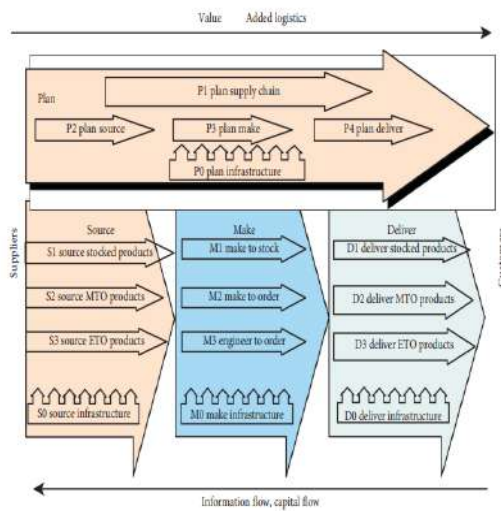 Value Added logistics
Plan
P1 plan supply chain
P2 plan source
P3 plan make
P4 plan deliver
P0 plan infrastructure
Suppliers
Source
Make
Deliver
S1 source stocked products
M1 make to stock
D1 deliver stocked products
S2 source MTO products
M2 make to order
D2 deliver MTO products
S3 source ETO products
M3 engineer to order
D3 deliver ETO products
S0 source infrastructure
M0 make infrastructure
D0 deliver infrastructure
Information flow, capital flow